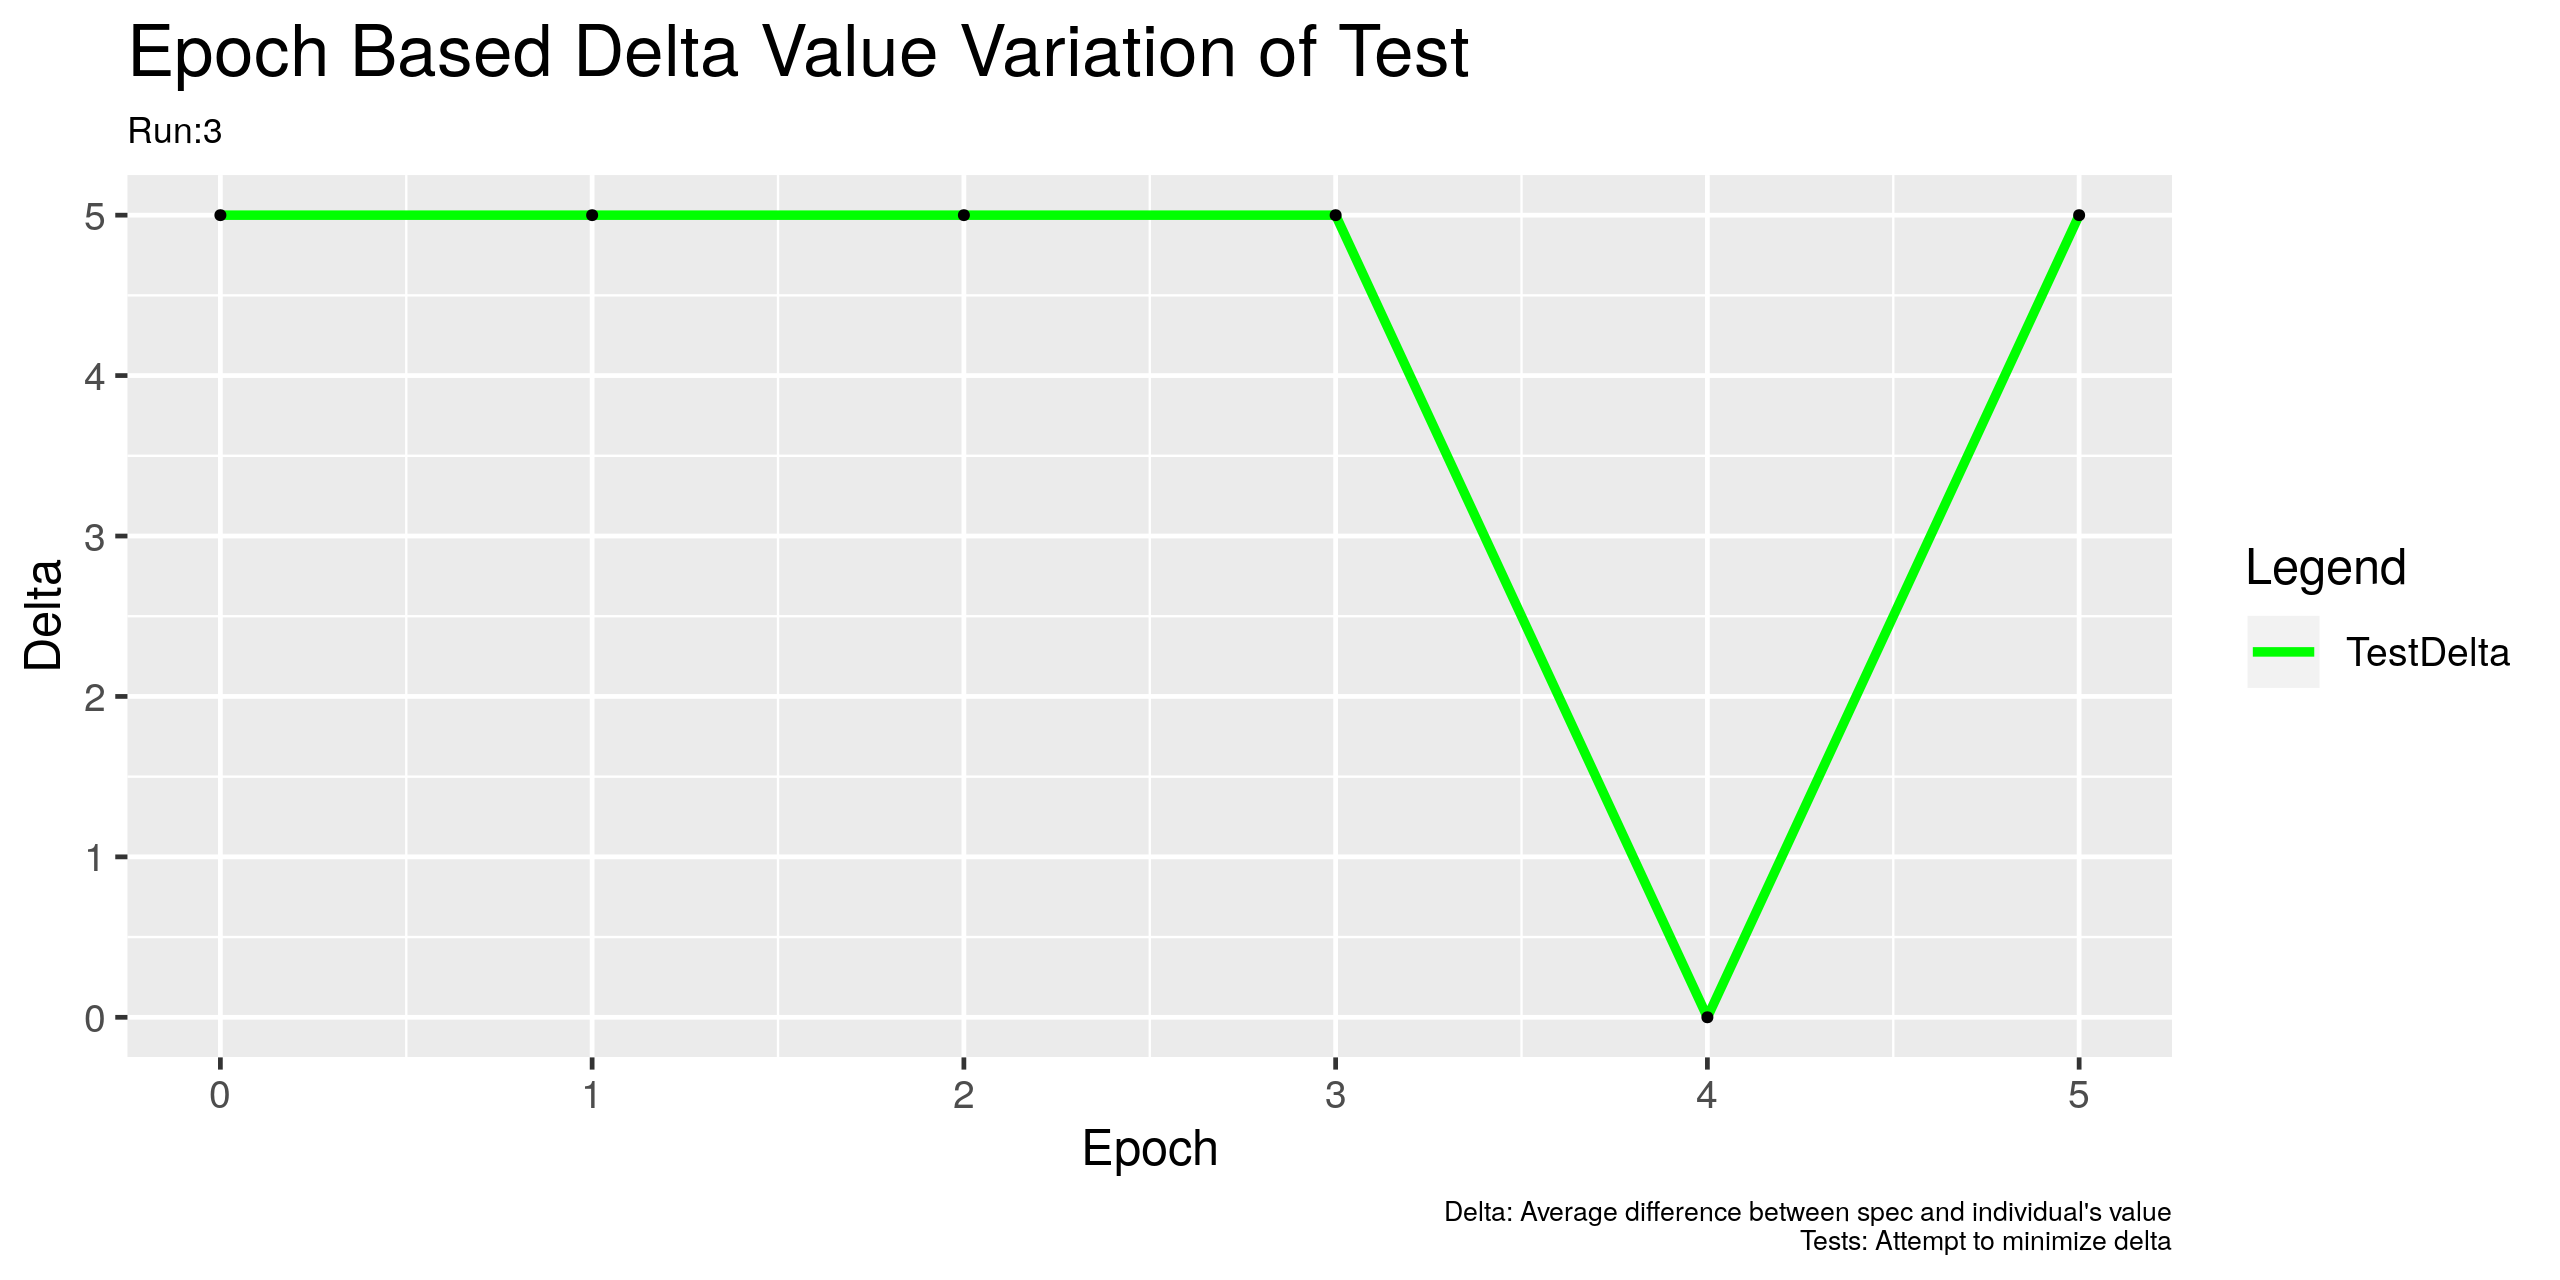 Epoch Based Delta Value Variation of Test
Run:3
5
4
3
2
1
0
Delta
0 1 2 3 4 5
Epoch
Legend
TestDelta
Delta: Average difference between spec and individual's value
Tests: Attempt to minimize delta